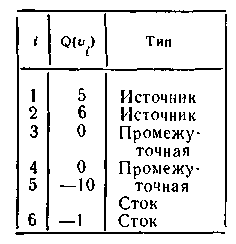 i Q(v_i) Тип
1 5 Источник
2 6 Источник
3 0 Промежу-
точная
4 0 Промежу-
5 —10 точная
Сток
6 —1 Сток